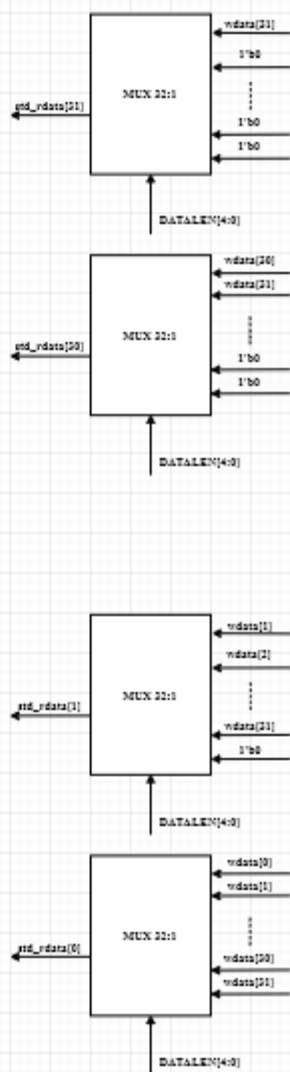 wdata[31]
1'b0
MUX 32:1
std_rdata[31]
1'b0
1'b0
DATALEN[4:0]
wdata[30]
wdata[31]
MUX 32:1
std_rdata[30]
1'b0
1'b0
DATALEN[4:0]
wdata[1]
wdata[2]
MUX 32:1
std_rdata[1]
wdata[31]
1'b0
DATALEN[4:0]
wdata[0]
wdata[1]
MUX 32:1
std_rdata[0]
wdata[30]
wdata[31]
DATALEN[4:0]